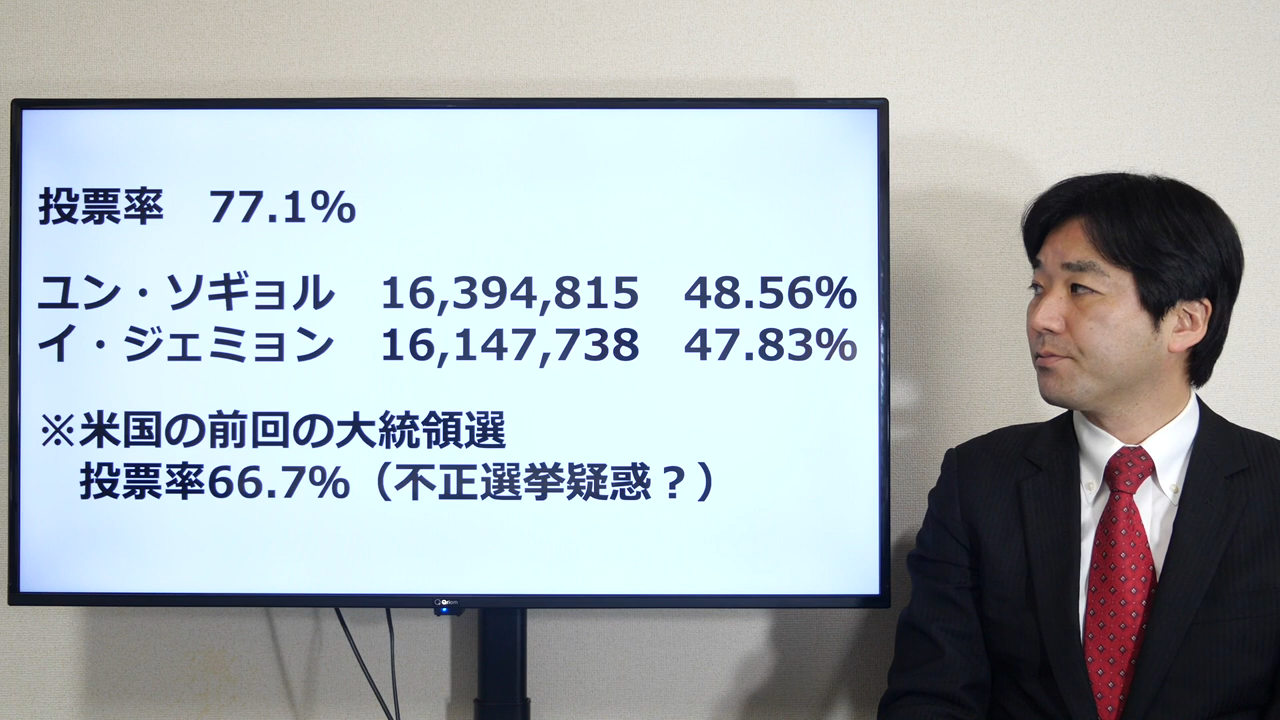 投票率　77.1%
ユン・ソギョル　16,394,815　48.56%
イ・ジェミョン　16,147,738　47.83%
※米国の前回の大統領選
投票率66.7%（不正選挙疑惑？）
Orion